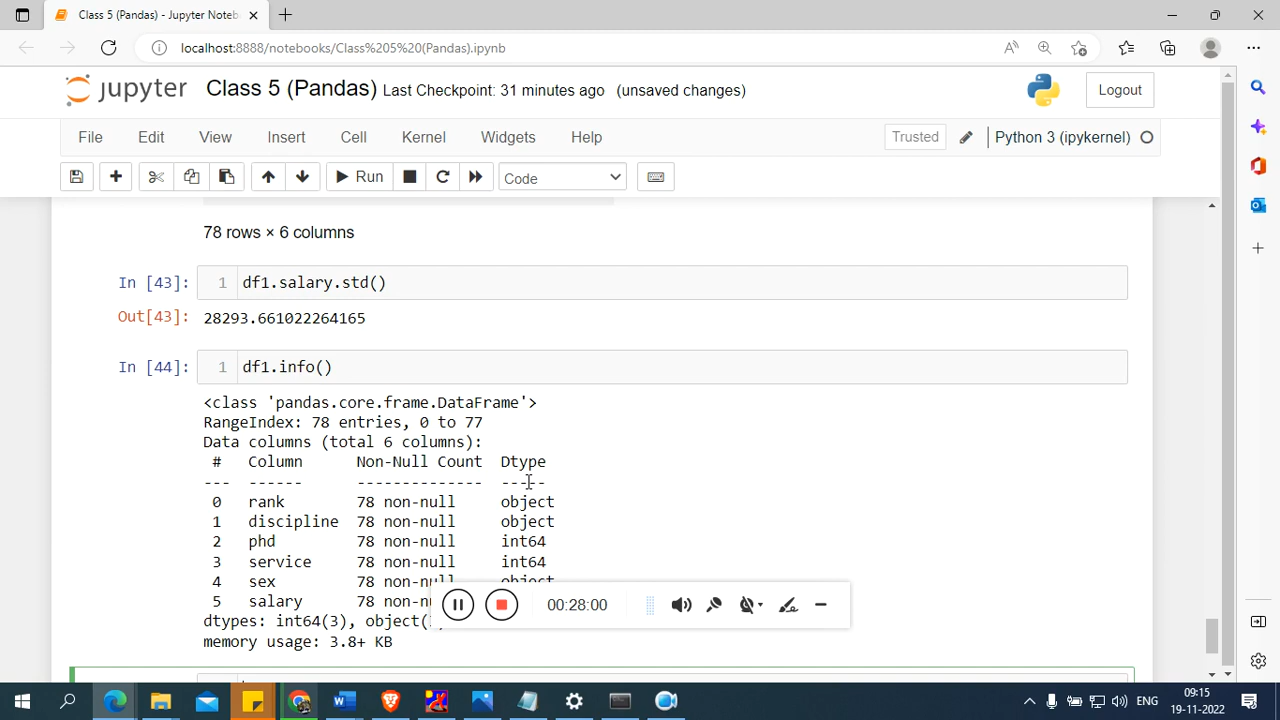 Class 5 (Pandas) - Jupyter Noteb
localhost:8888/notebooks/Class%205%20(Pandas).ipynb
jupyter Class 5 (Pandas) Last Checkpoint: 31 minutes ago (unsaved changes)
Logout
File Edit View Insert Cell Kernel Widgets Help
Trusted Python 3 (ipykernel)
Run Code
78 rows × 6 columns
In [43]: 1 df1.salary.std()
Out[43]: 28293.661022264165
In [44]: 1 df1.info()
<class 'pandas.core.frame.DataFrame'>
RangeIndex: 78 entries, 0 to 77
Data columns (total 6 columns):
# Column Non-Null Count Dtype
--- ------ -------------- -----
0 rank 78 non-null object
1 discipline 78 non-null object
2 phd 78 non-null int64
3 service 78 non-null int64
4 sex 78 non-null object
5 salary 78 non-n
00:28:00
dtypes: int64(3), object(
memory usage: 3.8+ KB
ENG
09:15
19-11-2022